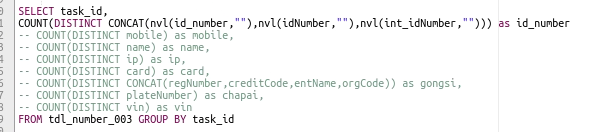 SELECT task_id,
COUNT(DISTINCT CONCAT(nvl(id_number,""),nvl(idNumber,""),nvl(int_idNumber,""))) as id_number
-- COUNT(DISTINCT mobile) as mobile,
-- COUNT(DISTINCT name) as name,
-- COUNT(DISTINCT ip) as ip,
-- COUNT(DISTINCT card) as card,
-- COUNT(DISTINCT CONCAT(regNumber,creditCode,entName,orgCode)) as gongsi,
-- COUNT(DISTINCT plateNumber) as chapai,
-- COUNT(DISTINCT vin) as vin
FROM tdl_number_003 GROUP BY task_id